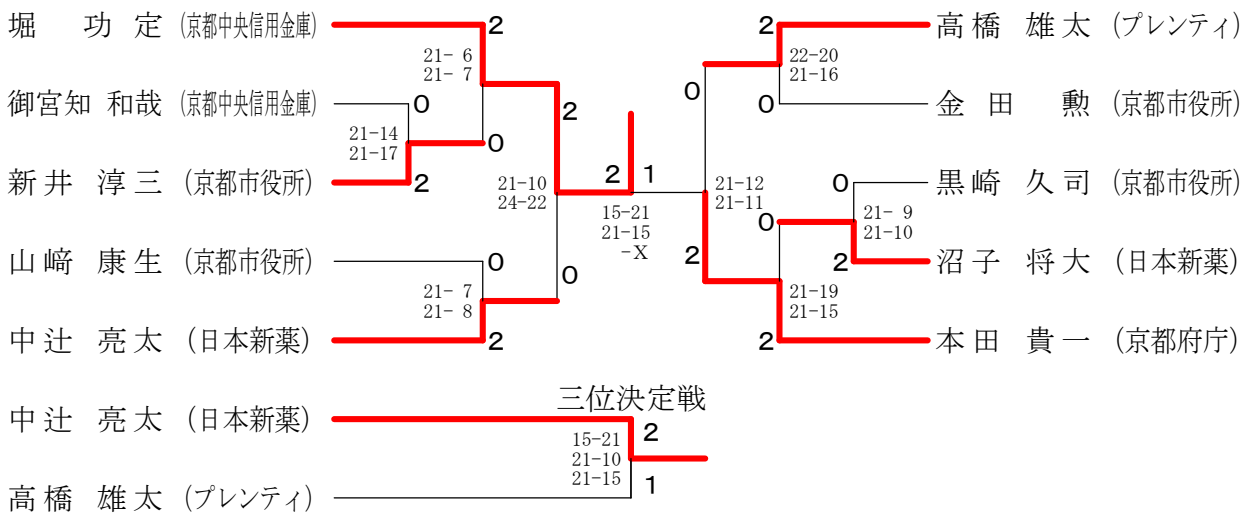 堀 功定 (京都中央信用金庫)
2
21- 6
21- 7
御宮知 和哉 (京都中央信用金庫)
0
21-14
21-17
0
新井 淳三 (京都市役所)
2
2
21-10
24-22
山﨑 康生 (京都市役所)
0
21- 7
21- 8
0
中辻 亮太 (日本新薬)
2
2
1
15-21
21-15
-X
高橋 雄太 (プレンティ)
2
22-20
21-16
0
金田 勲 (京都市役所)
0
21-12
21-11
黒崎 久司 (京都市役所)
0
21- 9
21-10
0
沼子 将大 (日本新薬)
2
2
21-19
21-15
本田 貴一 (京都府庁)
2
三位決定戦
中辻 亮太 (日本新薬)
2
15-21
21-10
21-15
1
高橋 雄太 (プレンティ)